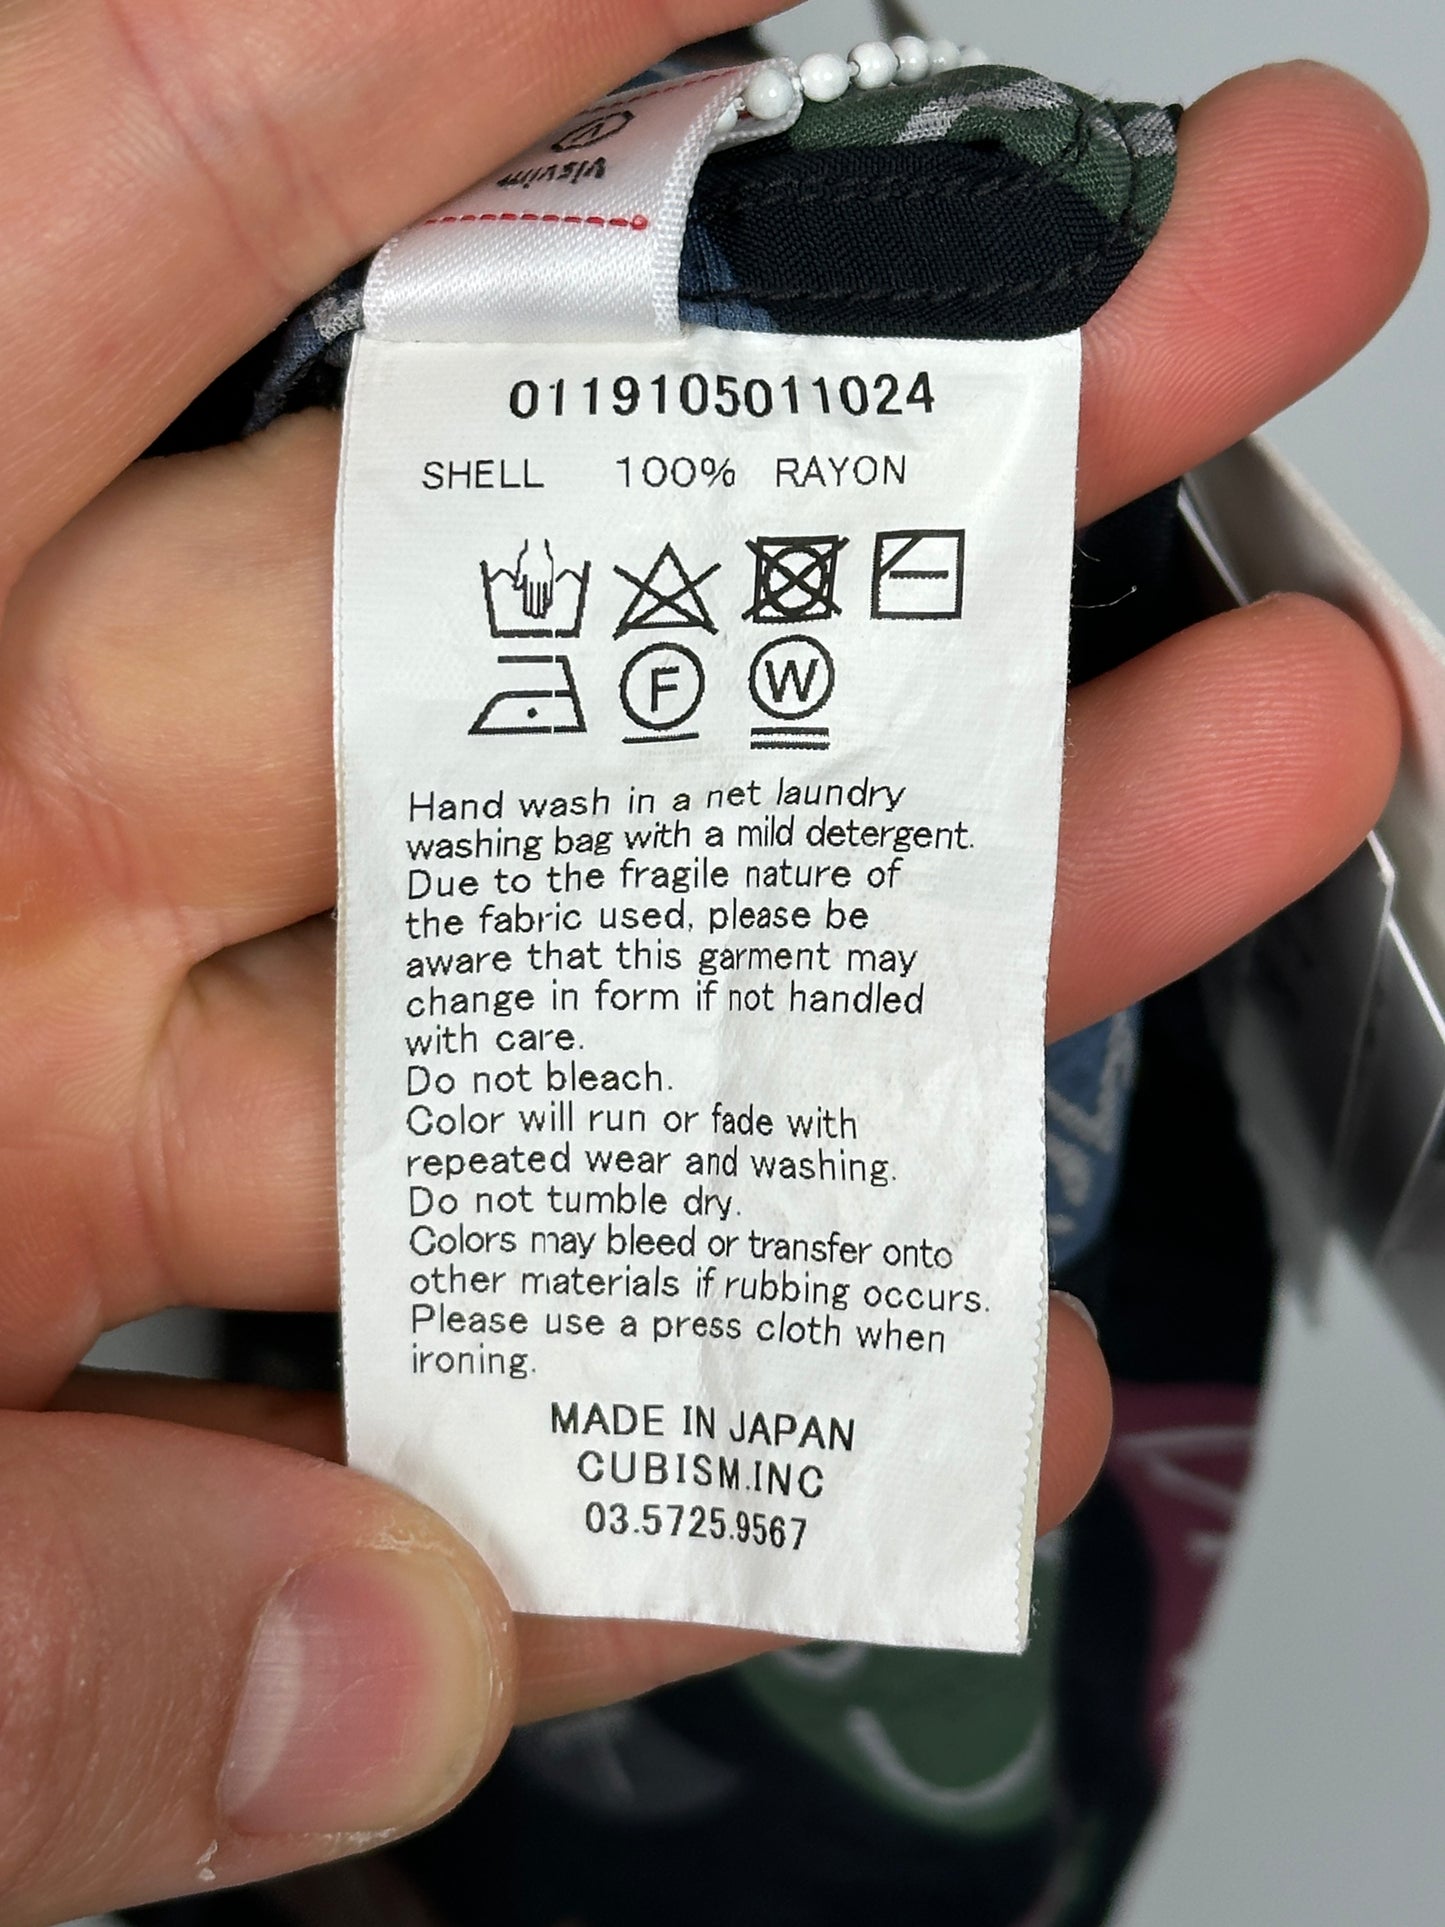 visvim
0119105011024
SHELL 100% RAYON
F W
Hand wash in a net laundry
washing bag with a mild detergent.
Due to the fragile nature of
the fabric used, please be
aware that this garment may
change in form if not handled
with care.
Do not bleach.
Color will run or fade with
repeated wear and washing.
Do not tumble dry.
Colors may bleed or transfer onto
other materials if rubbing occurs.
Please use a press cloth when
ironing.
MADE IN JAPAN
CUBISM.INC
03.5725.9567